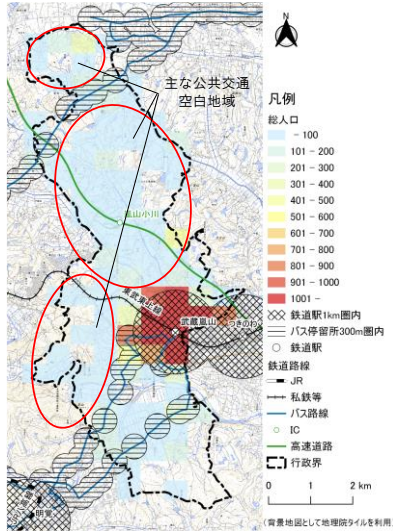 主な公共交通
空白地域
嵐山小川
東武東上線
武蔵嵐山
つきのわ
明覚
N
凡例
総人口
- 100
101 - 200
201 - 300
301 - 400
401 - 500
501 - 600
601 - 700
701 - 800
801 - 900
901 - 1000
1001 -
鉄道駅1km圏内
バス停留所300m圏内
鉄道駅
鉄道路線
JR
私鉄等
バス路線
IC
高速道路
行政界
0 1 2 km
(背景地図として地理院タイルを利用)